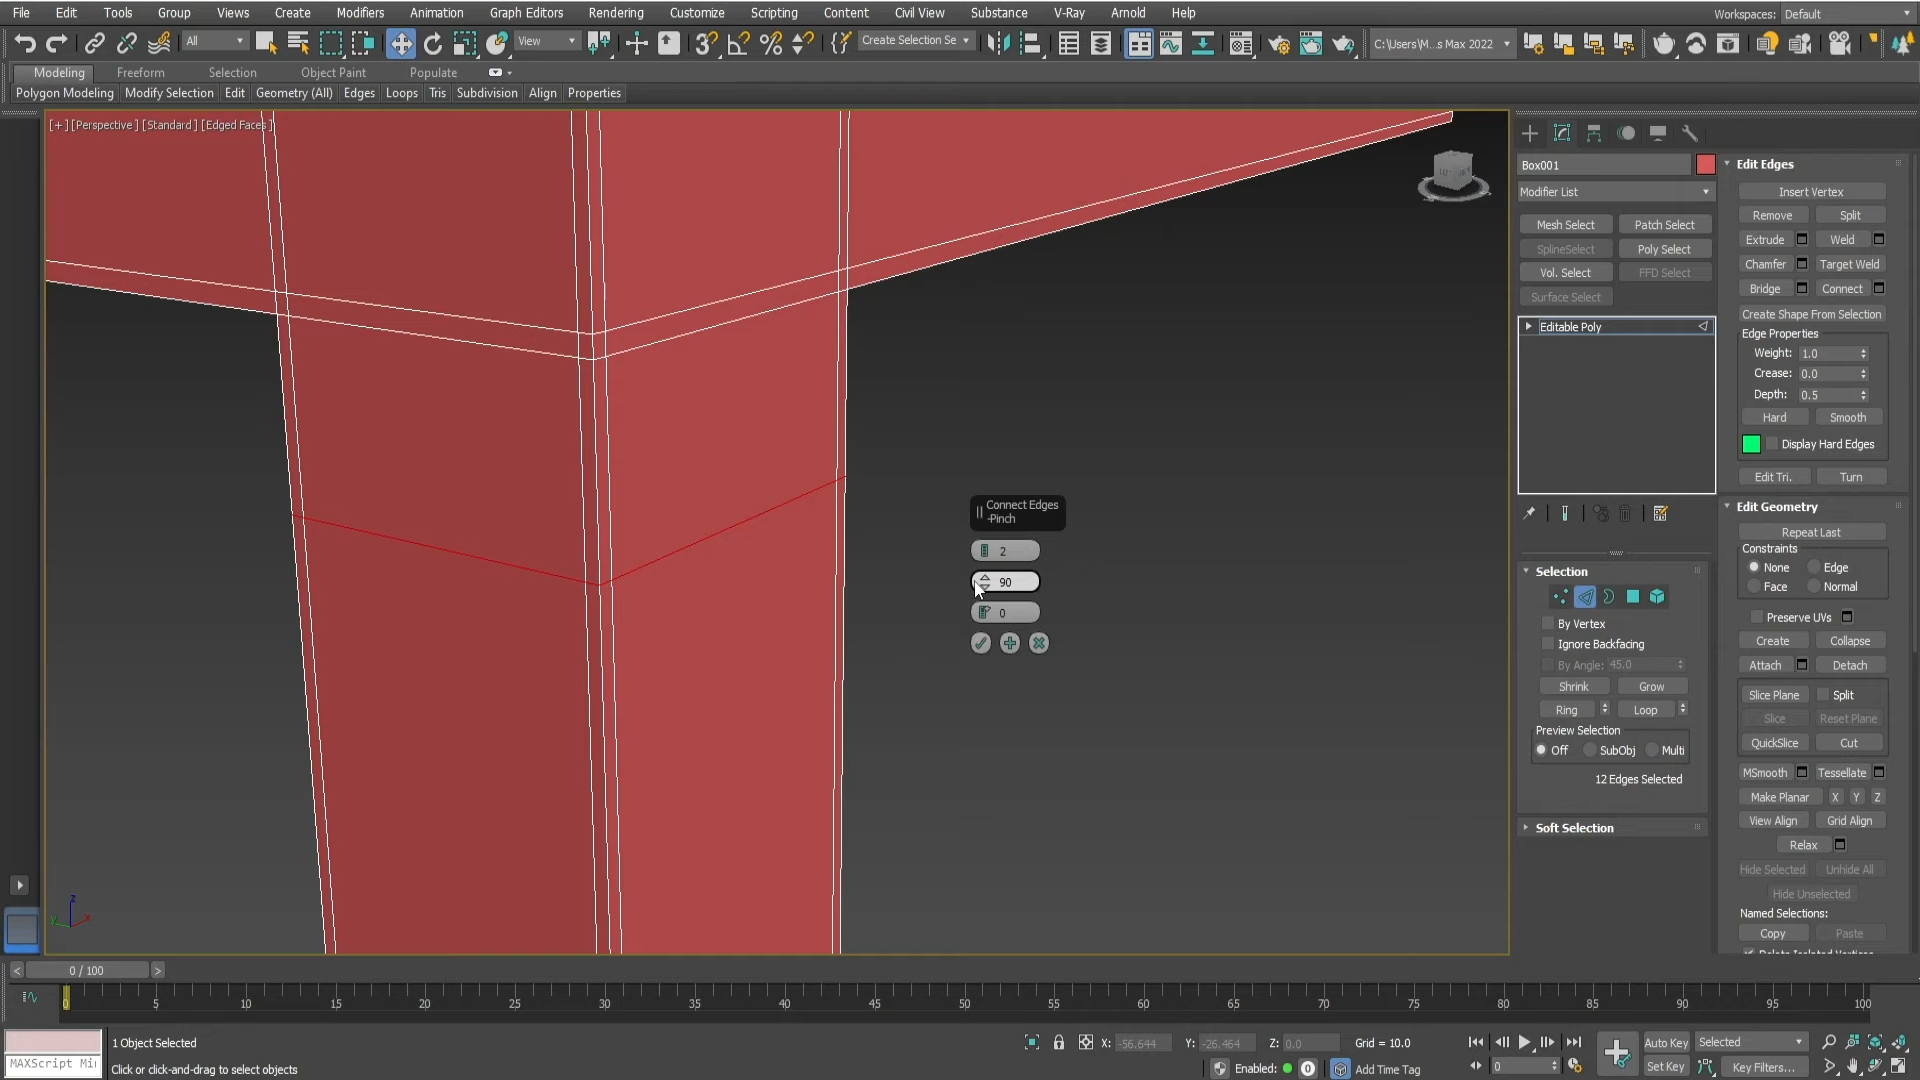 File Edit Tools Group Views Create Modifiers Animation Graph Editors Rendering Customize Scripting Content Civil View Substance V-Ray Arnold Help Workspaces: Default
All View Create Selection Se C:\Users\M...s Max 2022
Modeling Freeform Selection Object Paint Populate
Polygon Modeling Modify Selection Edit Geometry (All) Edges Loops Tris Subdivision Align Properties
[+] [Perspective ] [Standard ] [Edged Faces ]
Connect Edges
-Pinch
2
90
0
Box001
Modifier List
Mesh Select Patch Select
SplineSelect Poly Select
Vol. Select FFD Select
Surface Select
Editable Poly
Selection
By Vertex
Ignore Backfacing
By Angle: 45.0
Shrink Grow
Ring Loop
Preview Selection
Off SubObj Multi
12 Edges Selected
Soft Selection
Edit Edges
Insert Vertex
Remove Split
Extrude Weld
Chamfer Target Weld
Bridge Connect
Create Shape From Selection
Edge Properties
Weight: 1.0
Crease: 0.0
Depth: 0.5
Hard Smooth
Display Hard Edges
Edit Tri. Turn
Edit Geometry
Repeat Last
Constraints
None Edge
Face Normal
Preserve UVs
Create Collapse
Attach Detach
Slice Plane Split
Slice Reset Plane
QuickSlice Cut
MSmooth Tessellate
Make Planar X Y Z
View Align Grid Align
Relax
Hide Selected Unhide All
Hide Unselected
Named Selections:
Copy Paste
z
y x
< 0 / 100 >
0 5 10 15 20 25 30 35 40 45 50 55 60 65 70 75 80 85 90 95 100
1 Object Selected X: -56.644 Y: -26.464 Z: 0.0 Grid = 10.0 Auto Key Selected
MAXScript Mi Click or click-and-drag to select objects Enabled: 0 Add Time Tag 0 Set Key Key Filters...